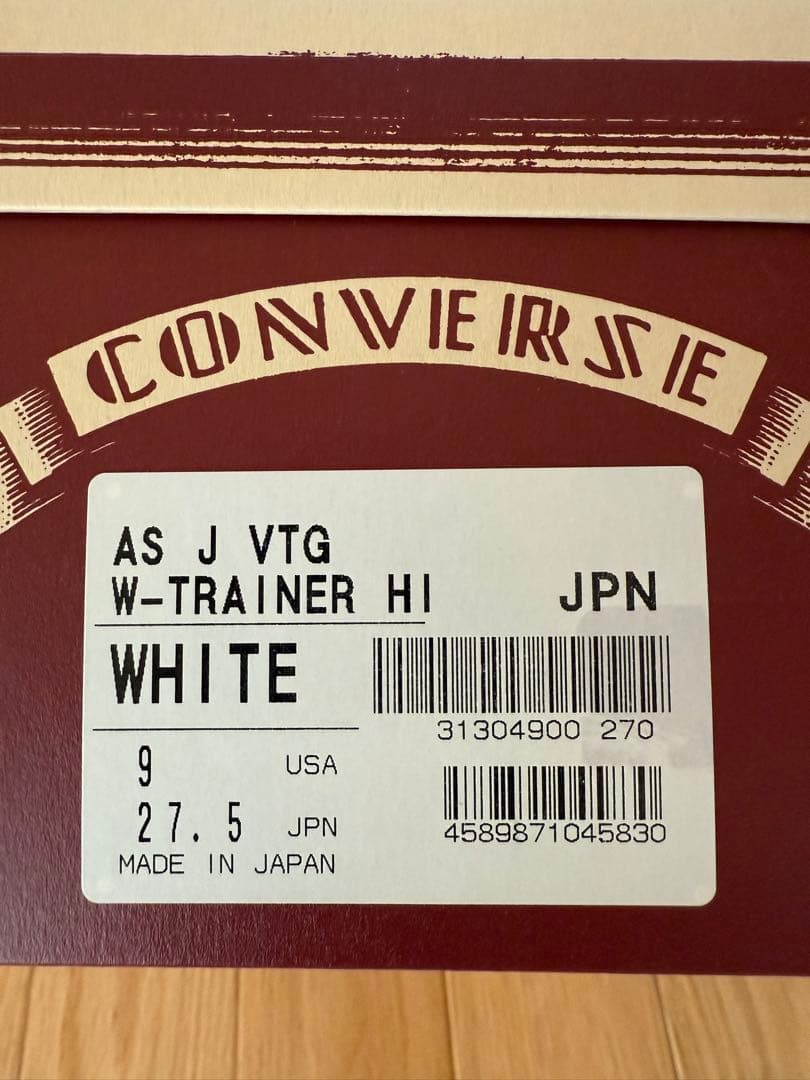 CONVERSE
AS J VTG
W-TRAINER HI
JPN
WHITE
31304900 270
9 USA
27.5 JPN
4589871045830
MADE IN JAPAN